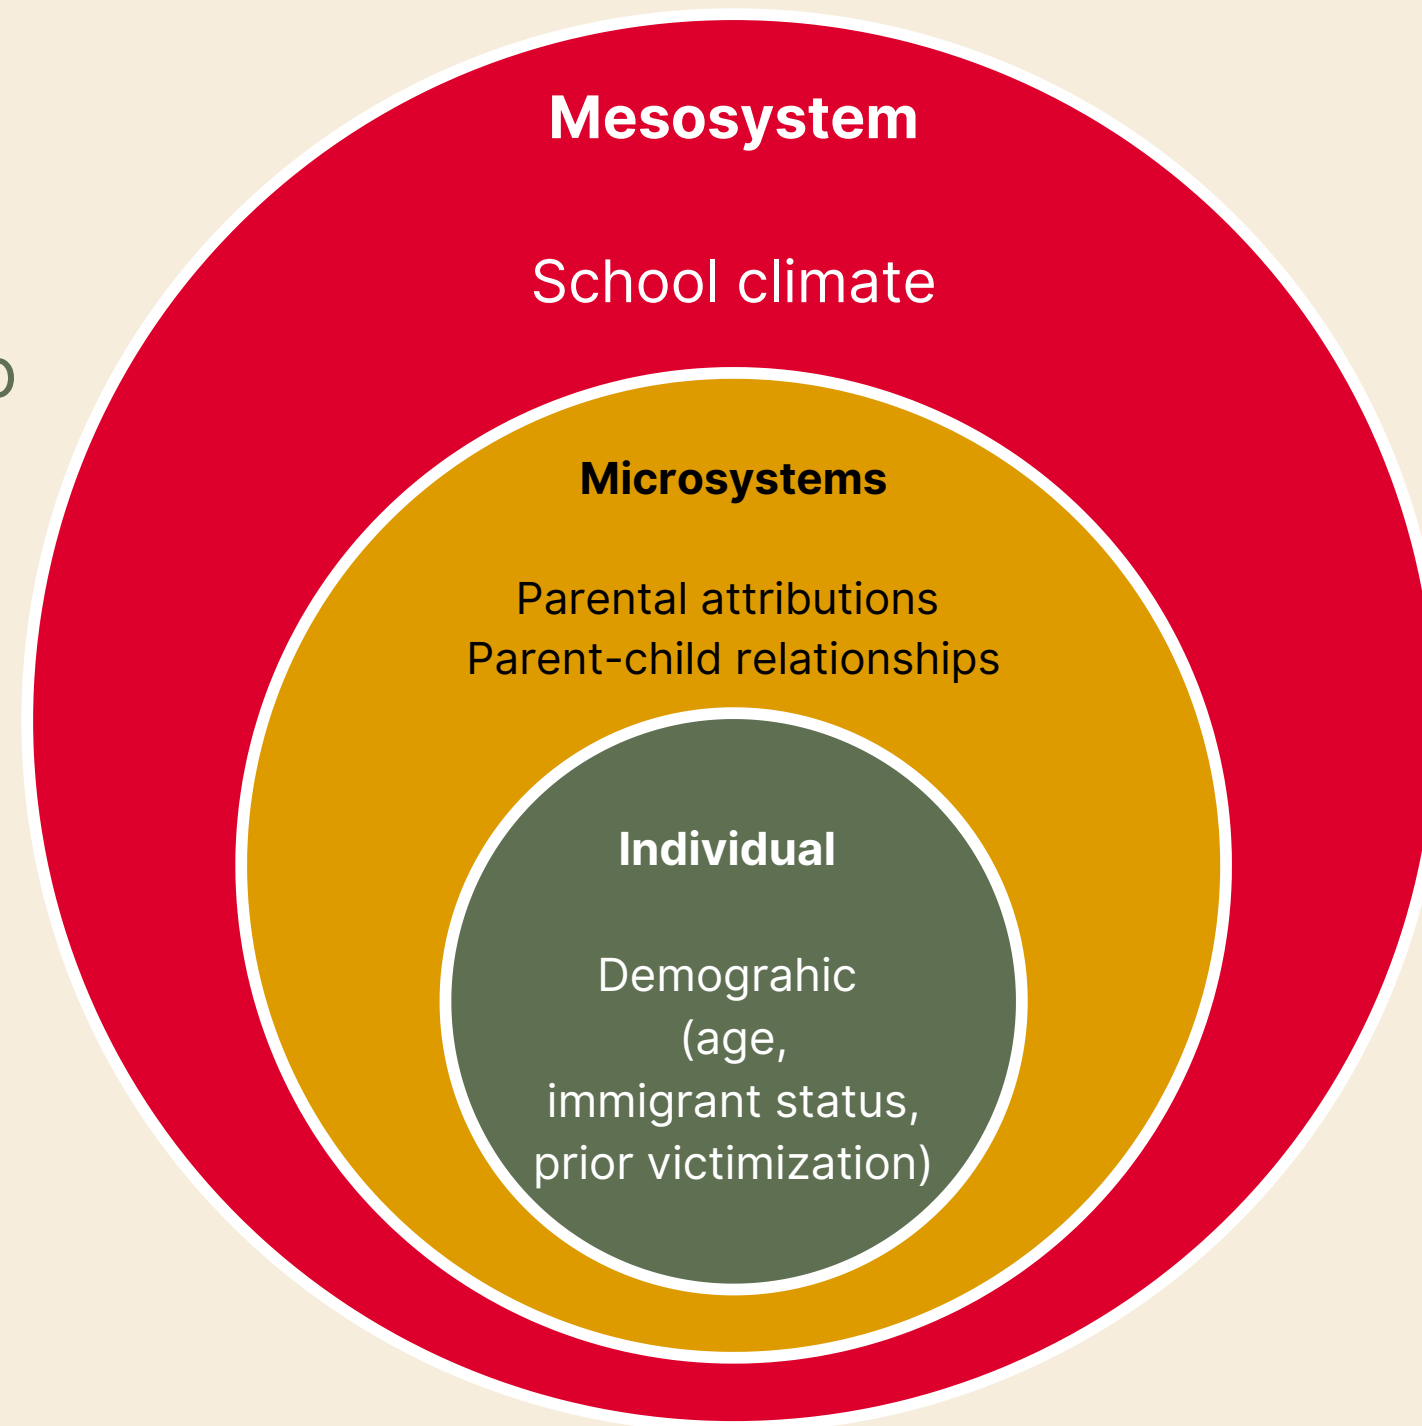 Mesosystem
School climate
Microsystems
Parental attributions
Parent-child relationships
Individual
Demograhic
(age,
immigrant status,
prior victimization)